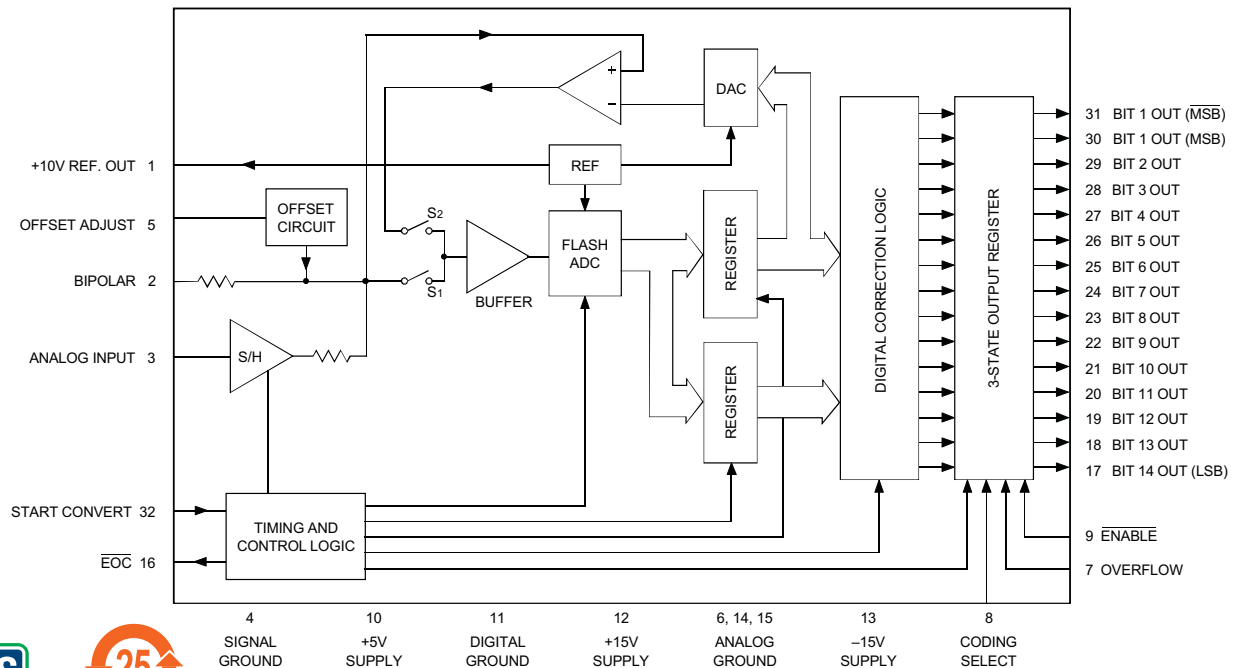 +
−
DAC
+10V REF. OUT 1
REF
OFFSET ADJUST 5
OFFSET CIRCUIT
S2
S1
BIPOLAR 2
BUFFER
FLASH ADC
REGISTER
REGISTER
DIGITAL CORRECTION LOGIC
3-STATE OUTPUT REGISTER
ANALOG INPUT 3
S/H
START CONVERT 32
EOC 16
TIMING AND CONTROL LOGIC
31 BIT 1 OUT (MSB)
30 BIT 1 OUT (MSB)
29 BIT 2 OUT
28 BIT 3 OUT
27 BIT 4 OUT
26 BIT 5 OUT
25 BIT 6 OUT
24 BIT 7 OUT
23 BIT 8 OUT
22 BIT 9 OUT
21 BIT 10 OUT
20 BIT 11 OUT
19 BIT 12 OUT
18 BIT 13 OUT
17 BIT 14 OUT (LSB)
9 ENABLE
7 OVERFLOW
4 SIGNAL GROUND
10 +5V SUPPLY
11 DIGITAL GROUND
12 +15V SUPPLY
6, 14, 15 ANALOG GROUND
13 –15V SUPPLY
8 CODING SELECT
25